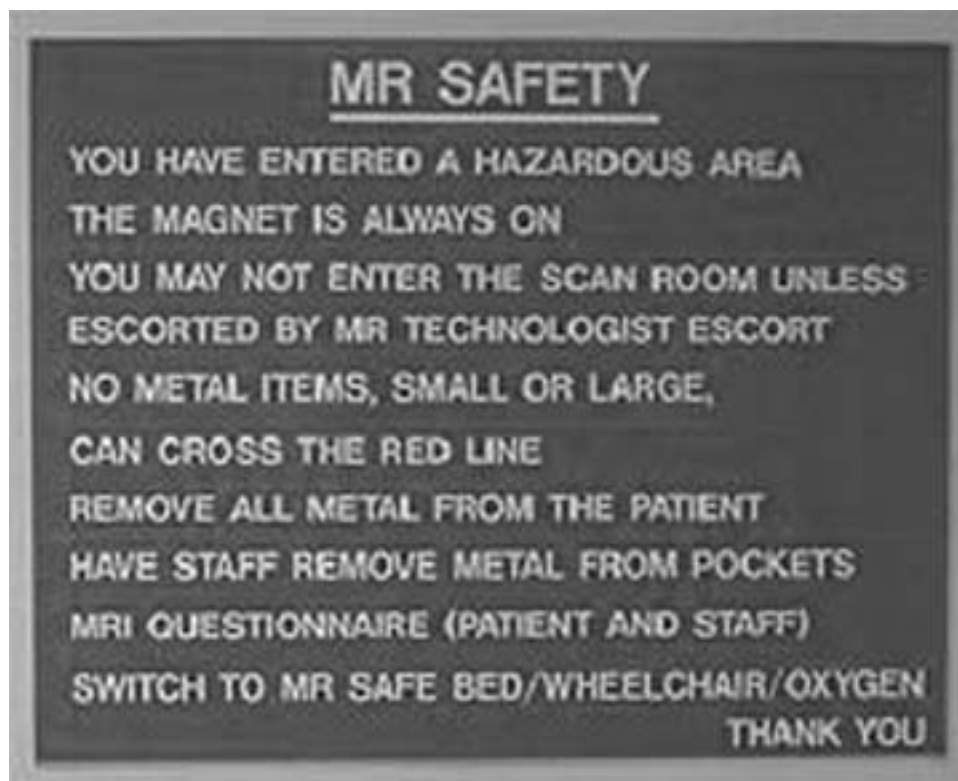 MR SAFETY
YOU HAVE ENTERED A HAZARDOUS AREA
THE MAGNET IS ALWAYS ON
YOU MAY NOT ENTER THE SCAN ROOM UNLESS
ESCORTED BY MR TECHNOLOGIST ESCORT
NO METAL ITEMS, SMALL OR LARGE,
CAN CROSS THE RED LINE
REMOVE ALL METAL FROM THE PATIENT
HAVE STAFF REMOVE METAL FROM POCKETS
MRI QUESTIONNAIRE (PATIENT AND STAFF)
SWITCH TO MR SAFE BED/WHEELCHAIR/OXYGEN
THANK YOU